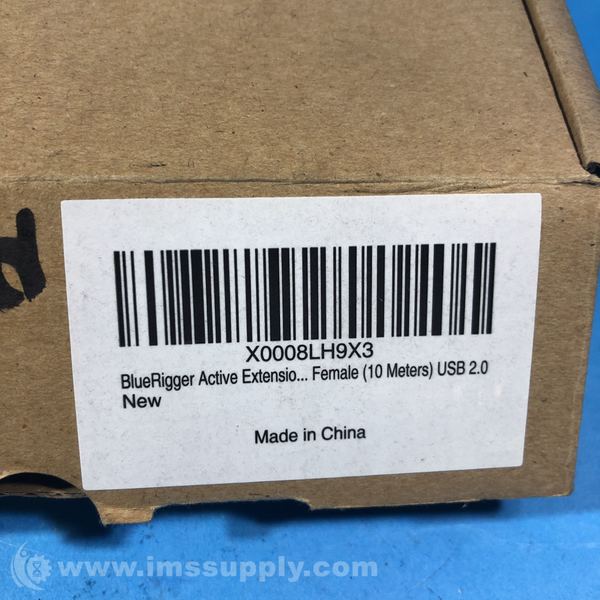 X0008LH9X3
BlueRigger Active Extensio... Female (10 Meters) USB 2.0
New
Made in China
www.imssupply.com